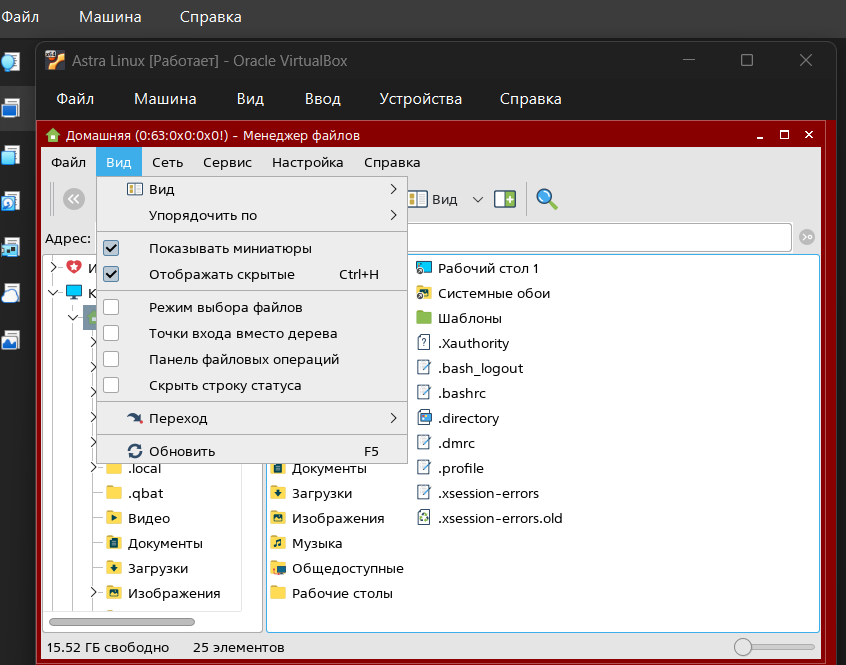 Файл Машина Справка
Astra Linux [Работает] - Oracle VirtualBox
Файл Машина Вид Ввод Устройства Справка
Домашняя (0:63:0x0:0x0!) – Менеджер файлов
Файл Вид Сеть Сервис Настройка Справка
Вид
Упорядочить по
Показывать миниатюры
Отображать скрытые Ctrl+H
Режим выбора файлов
Точки входа вместо дерева
Панель файловых операций
Скрыть строку статуса
Переход
Обновить F5
Вид
Адрес:
.local
.qbat
Видео
Документы
Загрузки
Изображения
Документы
Загрузки
Изображения
Музыка
Общедоступные
Рабочие столы
Рабочий стол 1
Системные обои
Шаблоны
.Xauthority
.bash_logout
.bashrc
.directory
.dmrc
.profile
.xsession-errors
.xsession-errors.old
15.52 ГБ свободно 25 элементов